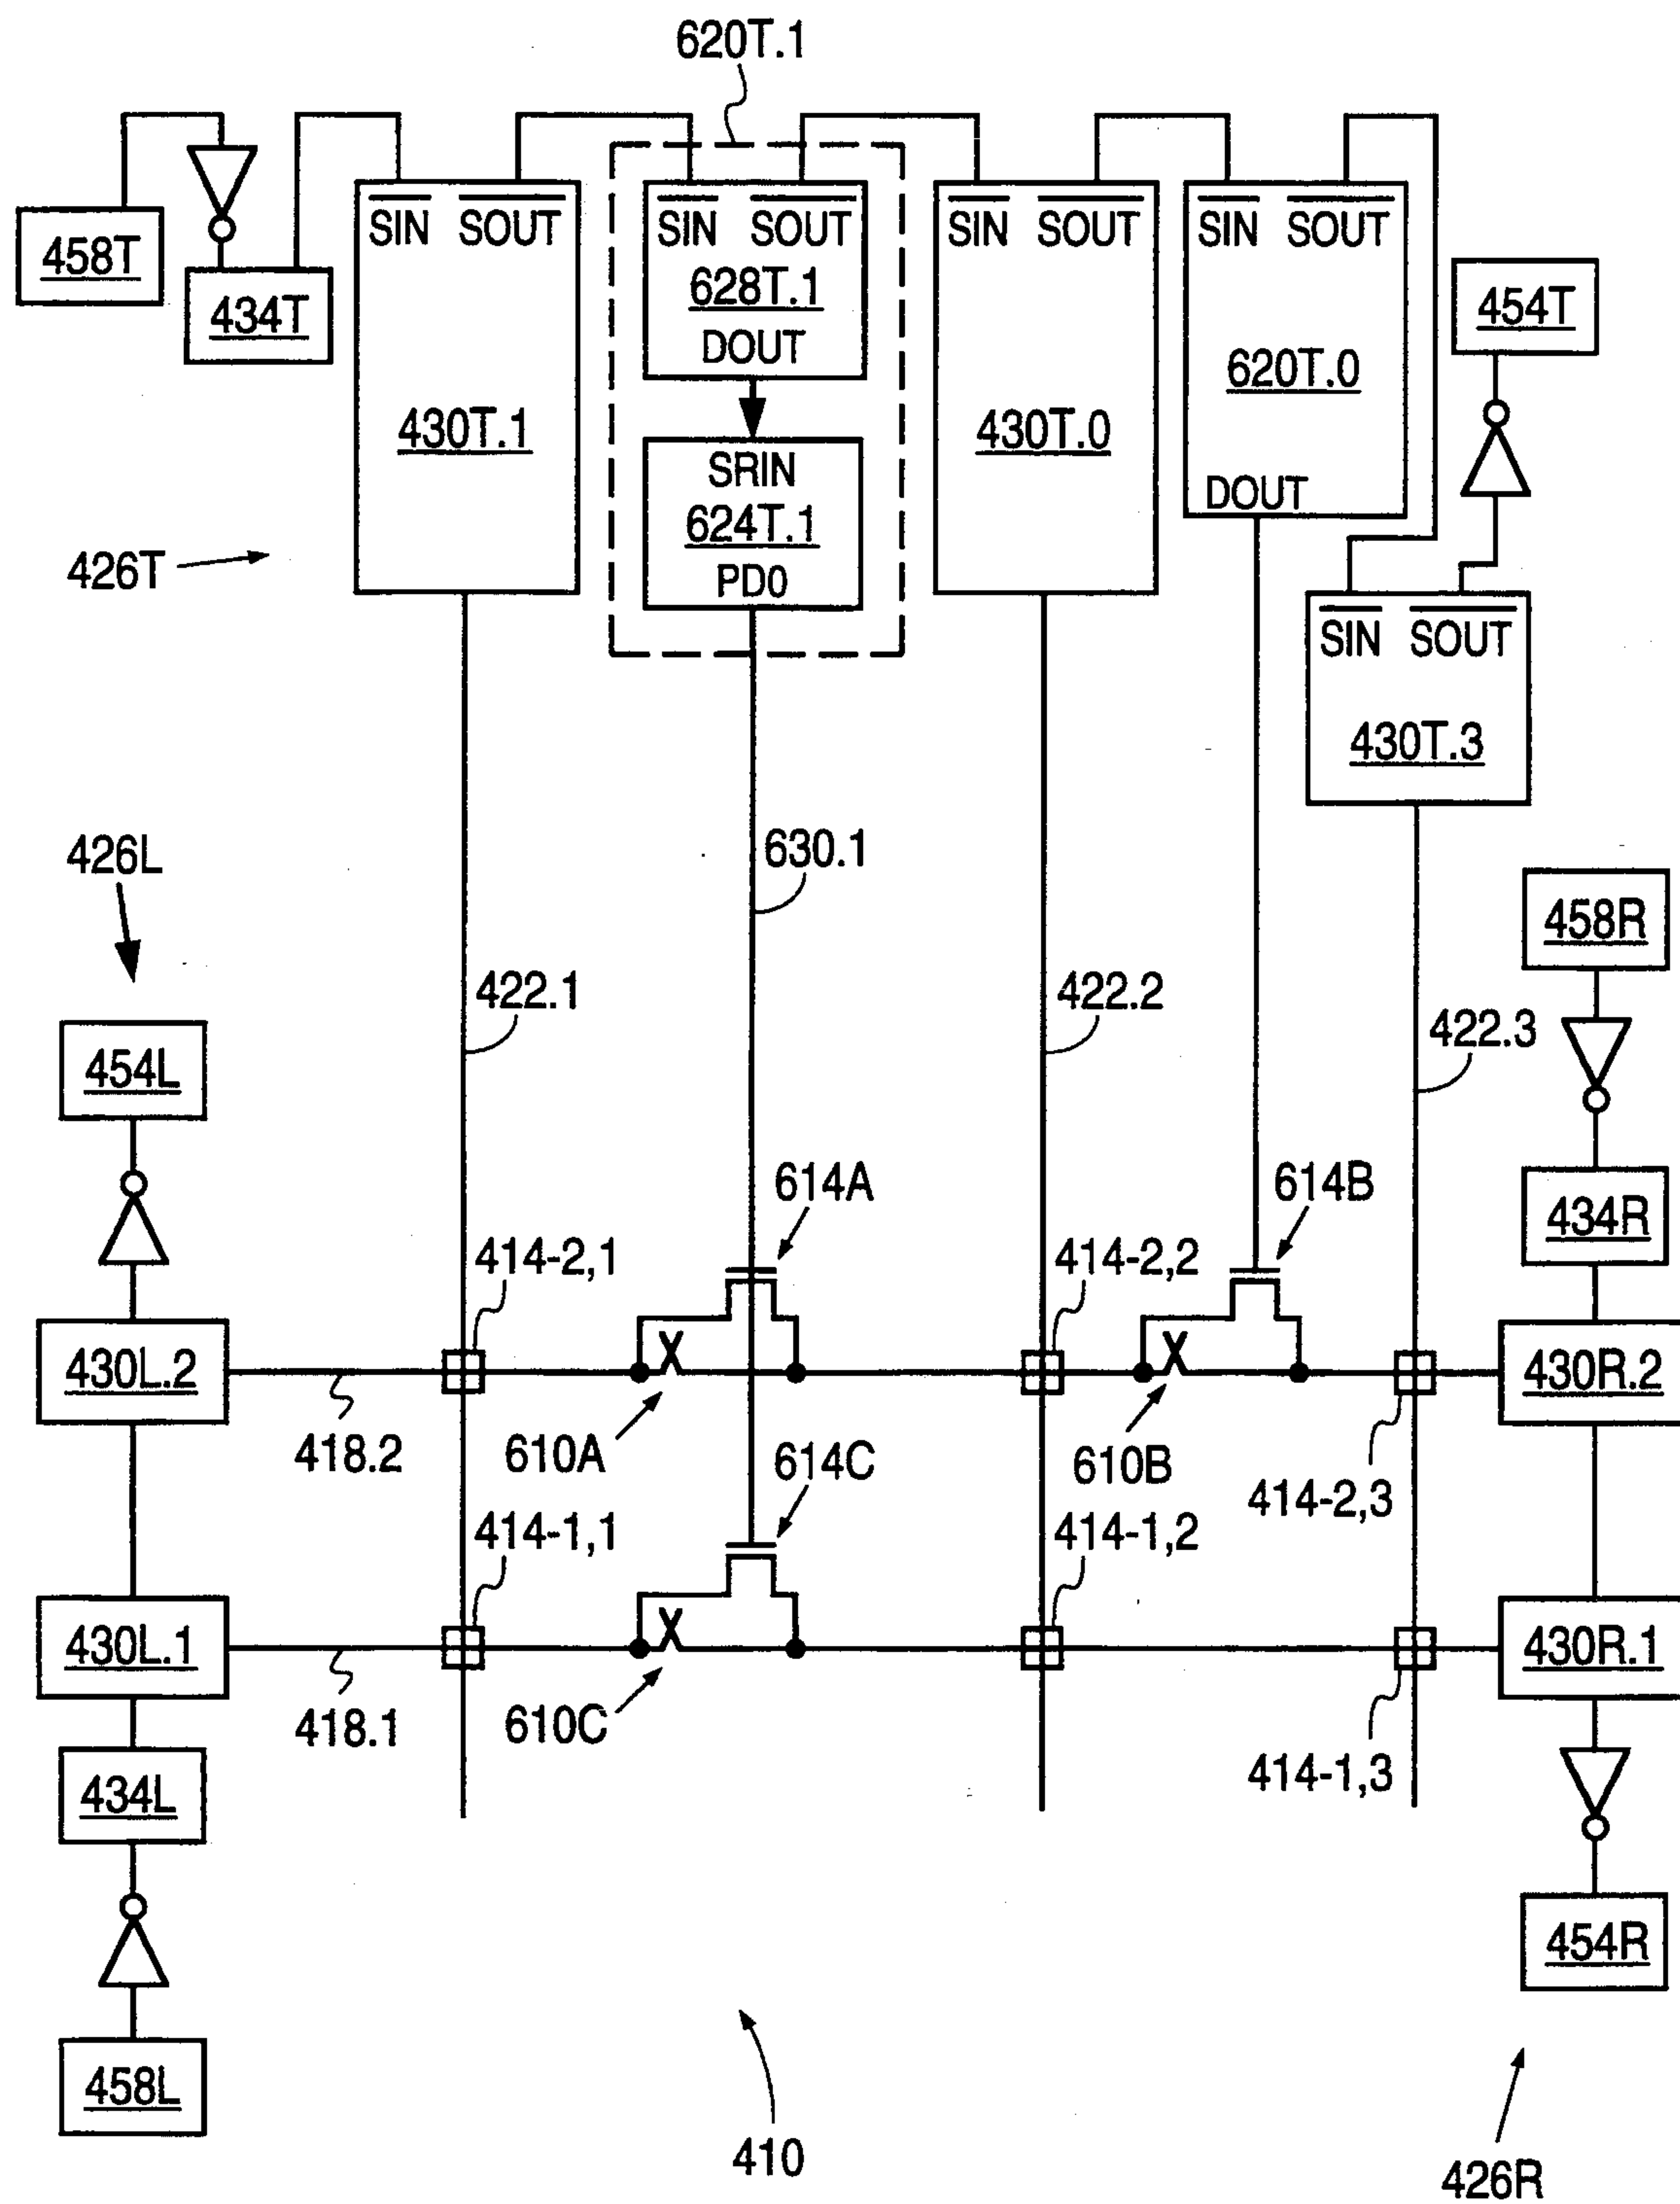 620T.1
SIN SOUT
SIN SOUT
SIN SOUT
SIN SOUT
458T
434T
628T.1
DOUT
454T
620T.0
430T.1
430T.0
SRIN
624T.1
PD0
DOUT
426T
SIN SOUT
430T.3
630.1
426L
458R
422.1
422.2
422.3
454L
614A
614B
434R
414-2,1
414-2,2
430L.2
430R.2
418.2
610A
614C
610B
414-2,3
414-1,1
414-1,2
430L.1
430R.1
418.1
610C
414-1,3
434L
454R
458L
410
426R